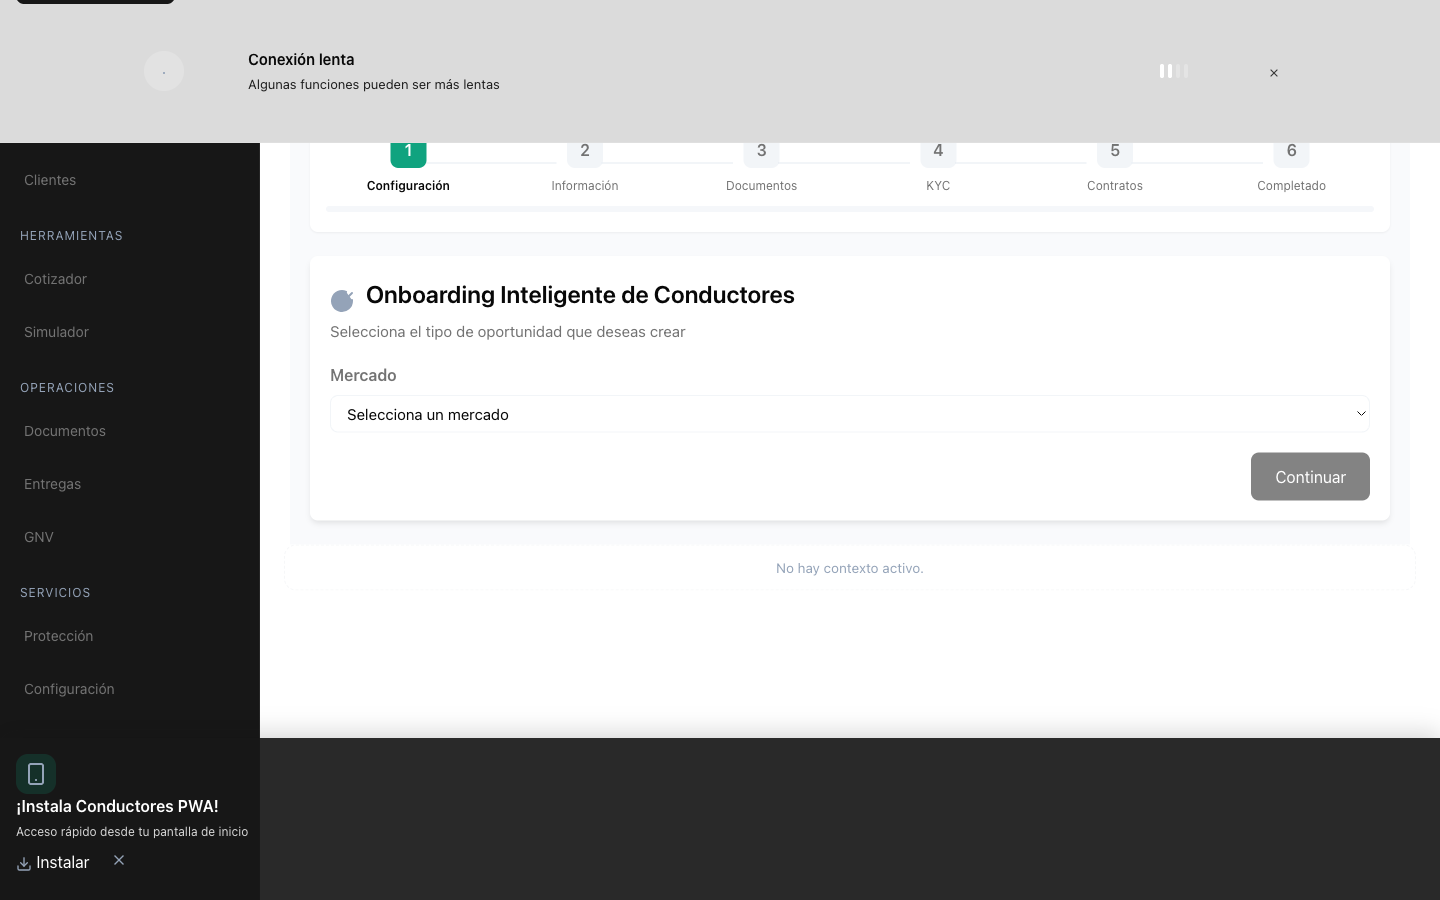 Conexión lenta
Algunas funciones pueden ser más lentas
×
Clientes
HERRAMIENTAS
Cotizador
Simulador
OPERACIONES
Documentos
Entregas
GNV
SERVICIOS
Protección
Configuración
¡Instala Conductores PWA!
Acceso rápido desde tu pantalla de inicio
Instalar
1
2
3
4
5
6
Configuración
Información
Documentos
KYC
Contratos
Completado
Onboarding Inteligente de Conductores
Selecciona el tipo de oportunidad que deseas crear
Mercado
Selecciona un mercado
Continuar
No hay contexto activo.